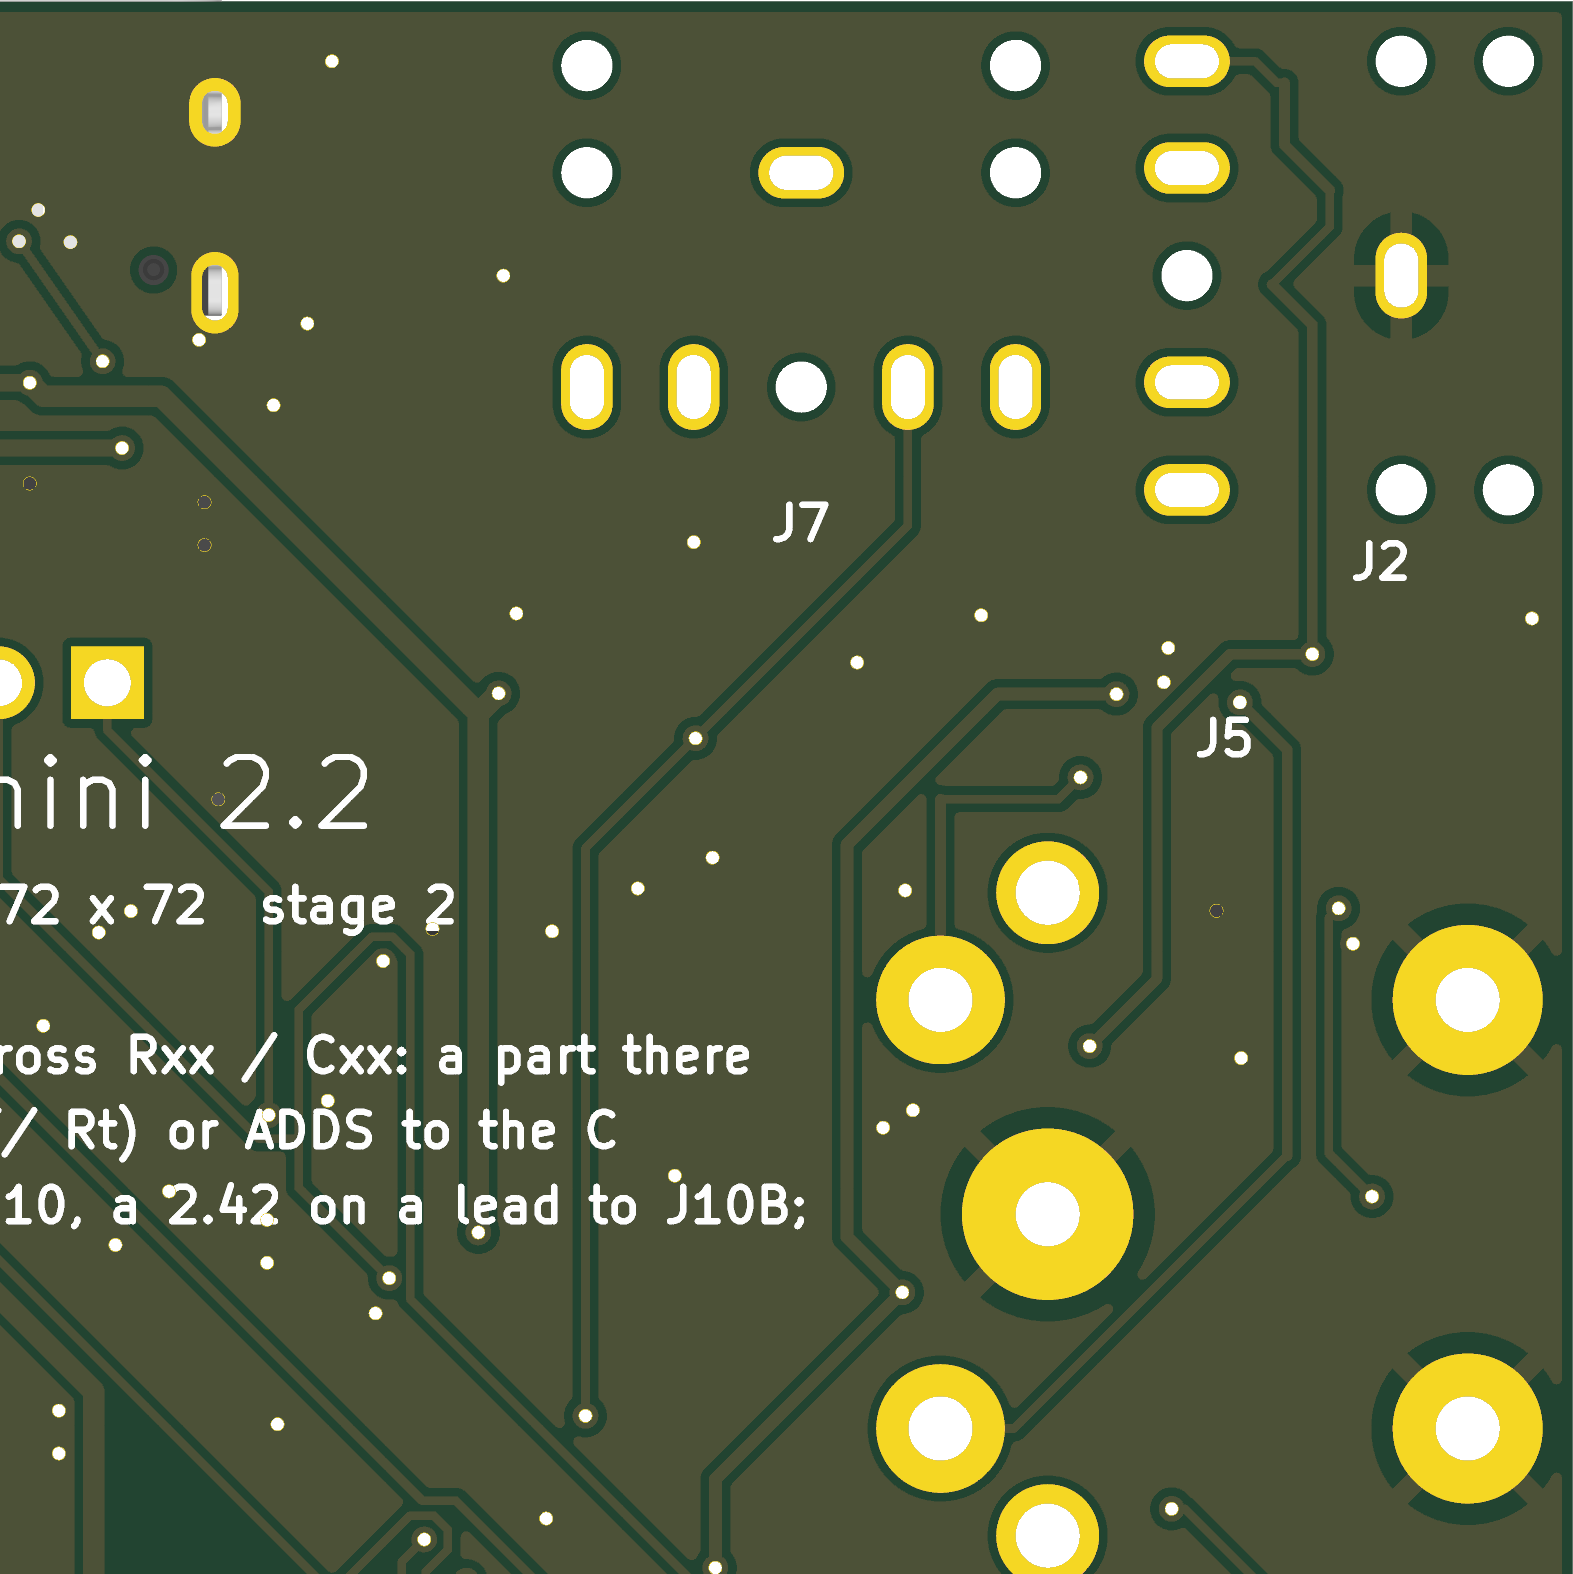 J7
J2
J5
mini 2.2
72 x 72 stage 2
ross Rxx / Cxx: a part there
/ Rt) or ADDS to the C
10, a 2.42 on a lead to J10B;